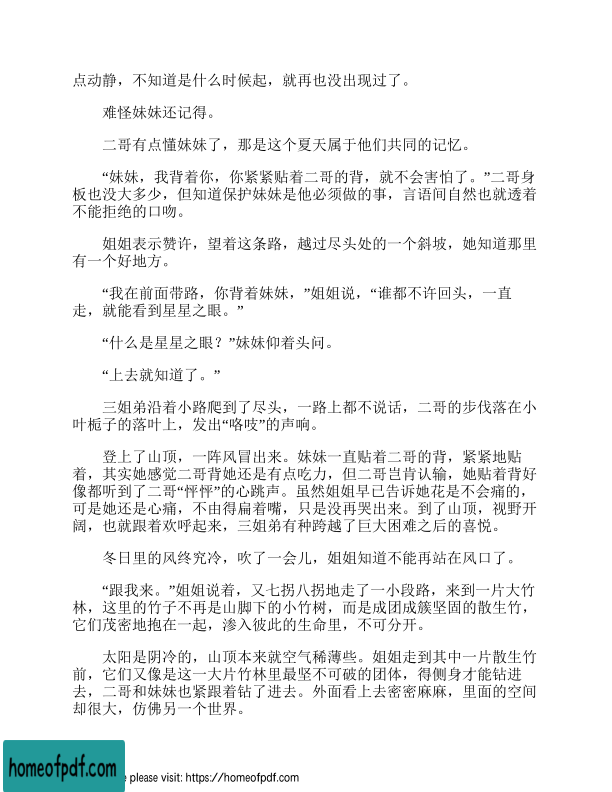 点动静，不知道是什么时候起，就再也没出现过了。
难怪妹妹还记得。
二哥有点懂妹妹了，那是这个夏天属于他们共同的记忆。
“妹妹，我背着你，你紧紧贴着二哥的背，就不会害怕了。”二哥身
板也没大多少，但知道保护妹妹是他必须做的事，言语间自然也就透着
不能拒绝的口吻。
姐姐表示赞许，望着这条路，越过尽头处的一个斜坡，她知道那里
有一个好地方。
“我在前面带路，你背着妹妹，”姐姐说，“谁都不许回头，一直
走，就能看到星星之眼。”
“什么是星星之眼？”妹妹仰着头问。
“上去就知道了。”
三姐弟沿着小路爬到了尽头，一路上都不说话，二哥的步伐落在小
叶栀子的落叶上，发出“咯吱”的声响。
登上了山顶，一阵风冒出来。妹妹一直贴着二哥的背，紧紧地贴
着，其实她感觉二哥背她还是有点吃力，但二哥岂肯认输，她贴着背好
像都听到了二哥“怦怦”的心跳声。虽然姐姐早已告诉她花是不会痛的，
可是她还是心痛，不由得扁着嘴，只是没再哭出来。到了山顶，视野开
阔，也就跟着欢呼起来，三姐弟有种跨越了巨大困难之后的喜悦。
冬日里的风终究冷，吹了一会儿，姐姐知道不能再站在风口了。
“跟我来。”姐姐说着，又七拐八拐地走了一小段路，来到一片大竹
林，这里的竹子不再是山脚下的小竹树，而是成团成簇坚固的散生竹，
它们茂密地抱在一起，渗入彼此的生命里，不可分开。
太阳是阴冷的，山顶本来就空气稀薄些。姐姐走到其中一片散生竹
前，它们又像是这一大片竹林里最坚不可破的团体，得侧身才能钻进
去，二哥和妹妹也紧跟着钻了进去。外面看上去密密麻麻，里面的空间
却很大，仿佛另一个世界。
homeofpdf.com
e please visit: https://homeofpdf.com